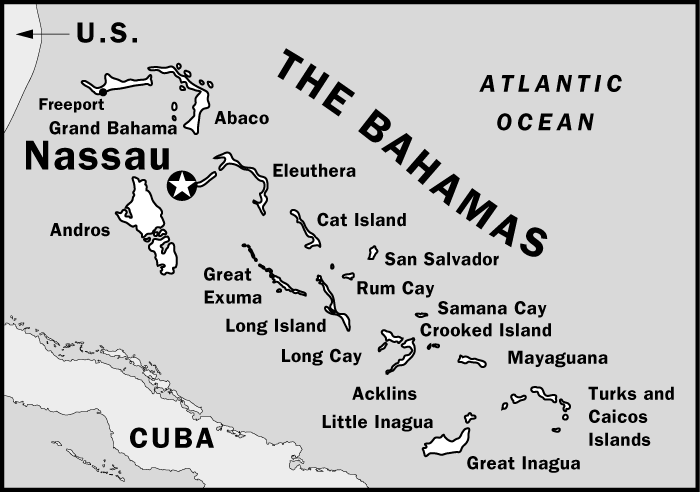 U.S.
THE BAHAMAS
ATLANTIC
OCEAN
Freeport
Grand Bahama
Abaco
Nassau
Eleuthera
Andros
Cat Island
San Salvador
Great
Exuma
Rum Cay
Long Island
Samana Cay
Crooked Island
Long Cay
Mayaguana
Acklins
Little Inagua
Turks and
Caicos
Islands
CUBA
Great Inagua